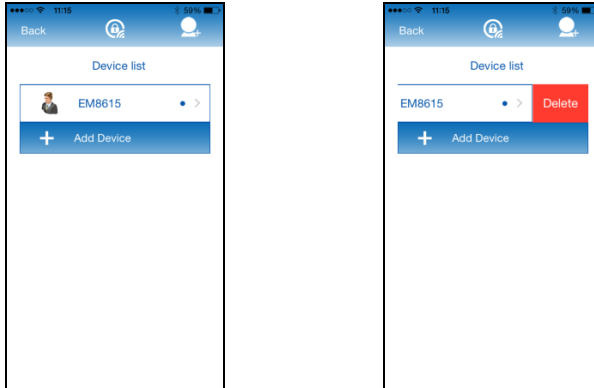 11:15 59%
Back
Device list
EM8615
Add Device
11:15 59%
Back
Device list
EM8615 Delete
Add Device